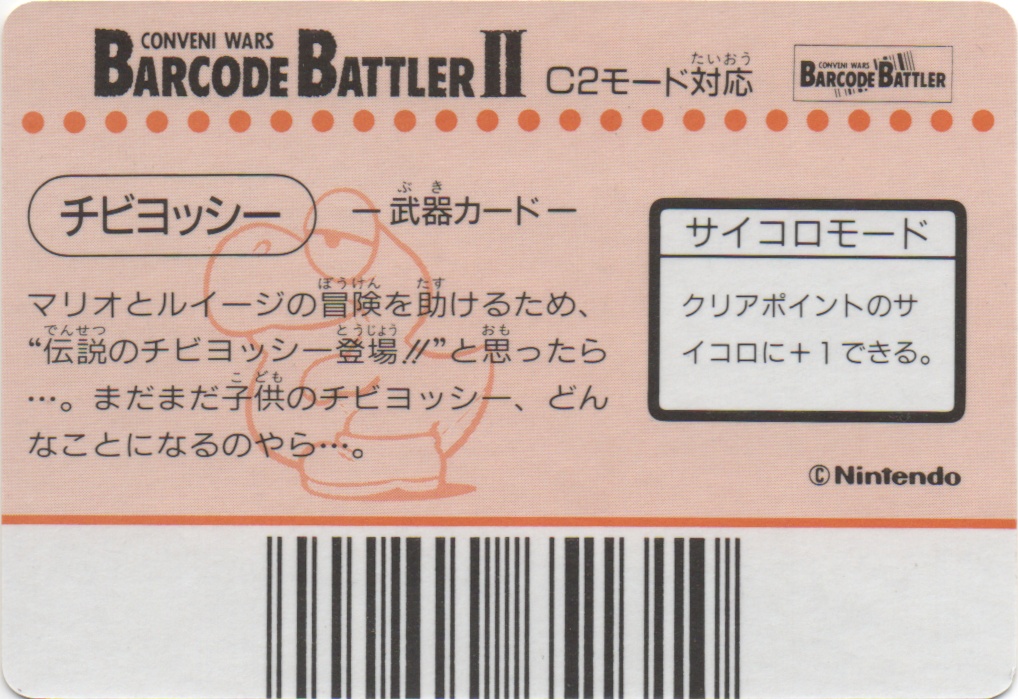 CONVENI WARS
BARCODE BATTLER II
たいおう
C2モード対応
CONVENI WARS
BARCODE BATTLER
チビヨッシー
ぶき
－武器カード－
ぼうけん たす
マリオとルイージの冒険を助けるため、
でんせつ とうじょう おも
“伝説のチビヨッシー登場!!”と思ったら
こども
…。まだまだ子供のチビヨッシー、どん
なことになるのやら…。
サイコロモード
クリアポイントのサ
イコロに＋1できる。
©Nintendo